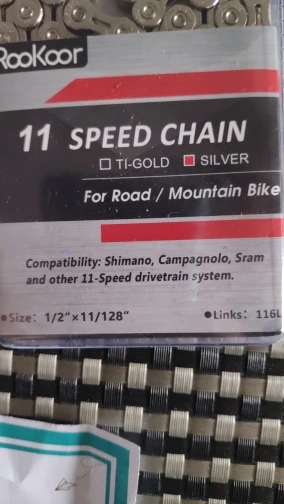 RooKoor
11 SPEED CHAIN
TI-GOLD SILVER
For Road / Mountain Bike
Compatibility: Shimano, Campagnolo, Sram
and other 11-Speed drivetrain system.
●Size: 1/2"×11/128" ●Links: 116L